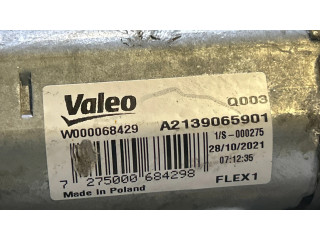 Valeo Q003
W000068429 A2139065901
1/S-000275
28/10/2021
07:12:35
7 275000 684298 FLEX1
Made in Poland